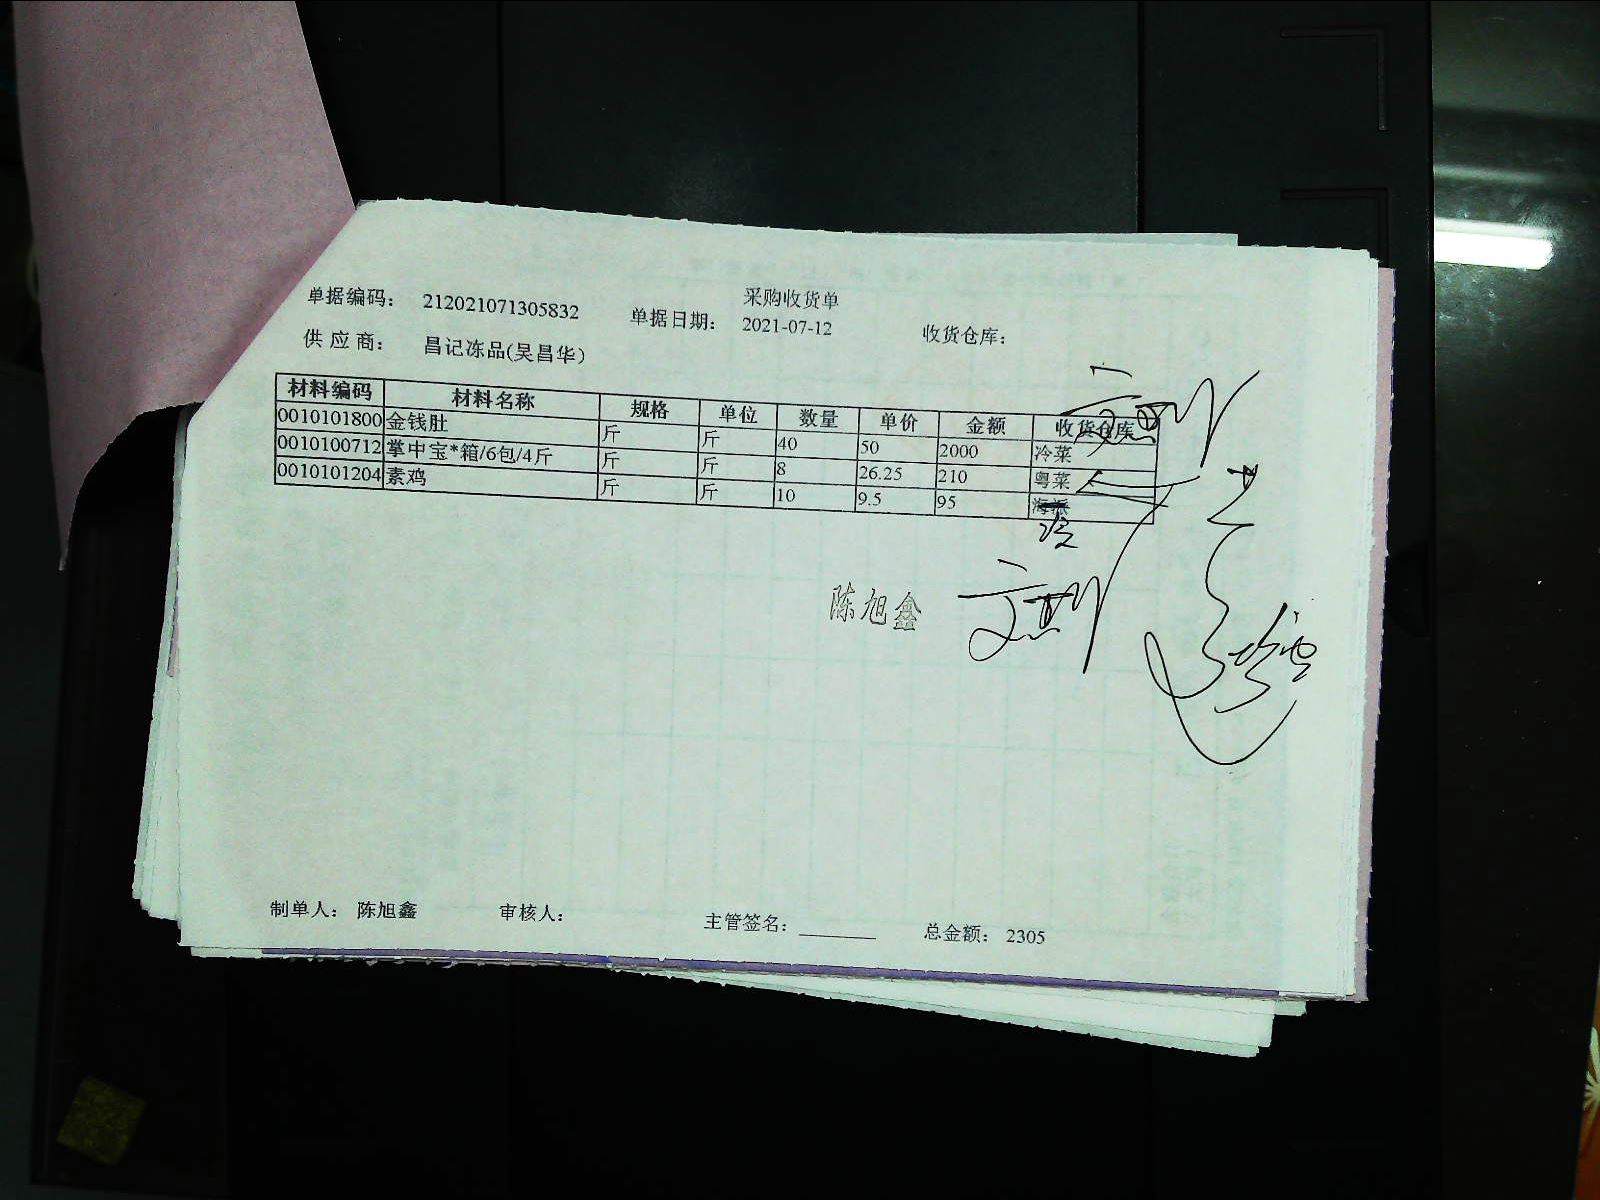 采购收货单
单据编码： 212021071305832 单据日期： 2021-07-12 收货仓库：
供 应 商： 昌记冻品(吴昌华)
材料编码 材料名称 规格 单位 数量 单价 金额 收货仓库
0010101800 金钱肚 斤 斤 40 50 2000 冷菜
0010100712 掌中宝*箱/6包/4斤 斤 斤 8 26.25 210 粤菜
0010101204 素鸡 斤 斤 10 9.5 95 海派
陈旭鑫
制单人： 陈旭鑫 审核人： 主管签名：________ 总金额： 2305